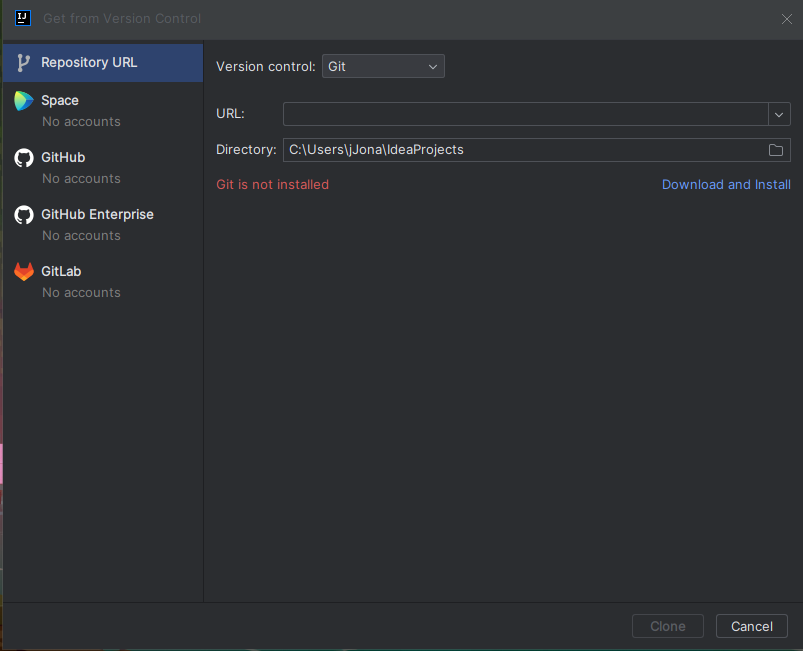 IJ
Get from Version Control
Repository URL
Space
No accounts
GitHub
No accounts
GitHub Enterprise
No accounts
GitLab
No accounts
Version control: Git
URL:
Directory: C:\Users\jJona\IdeaProjects
Git is not installed Download and Install
Clone Cancel